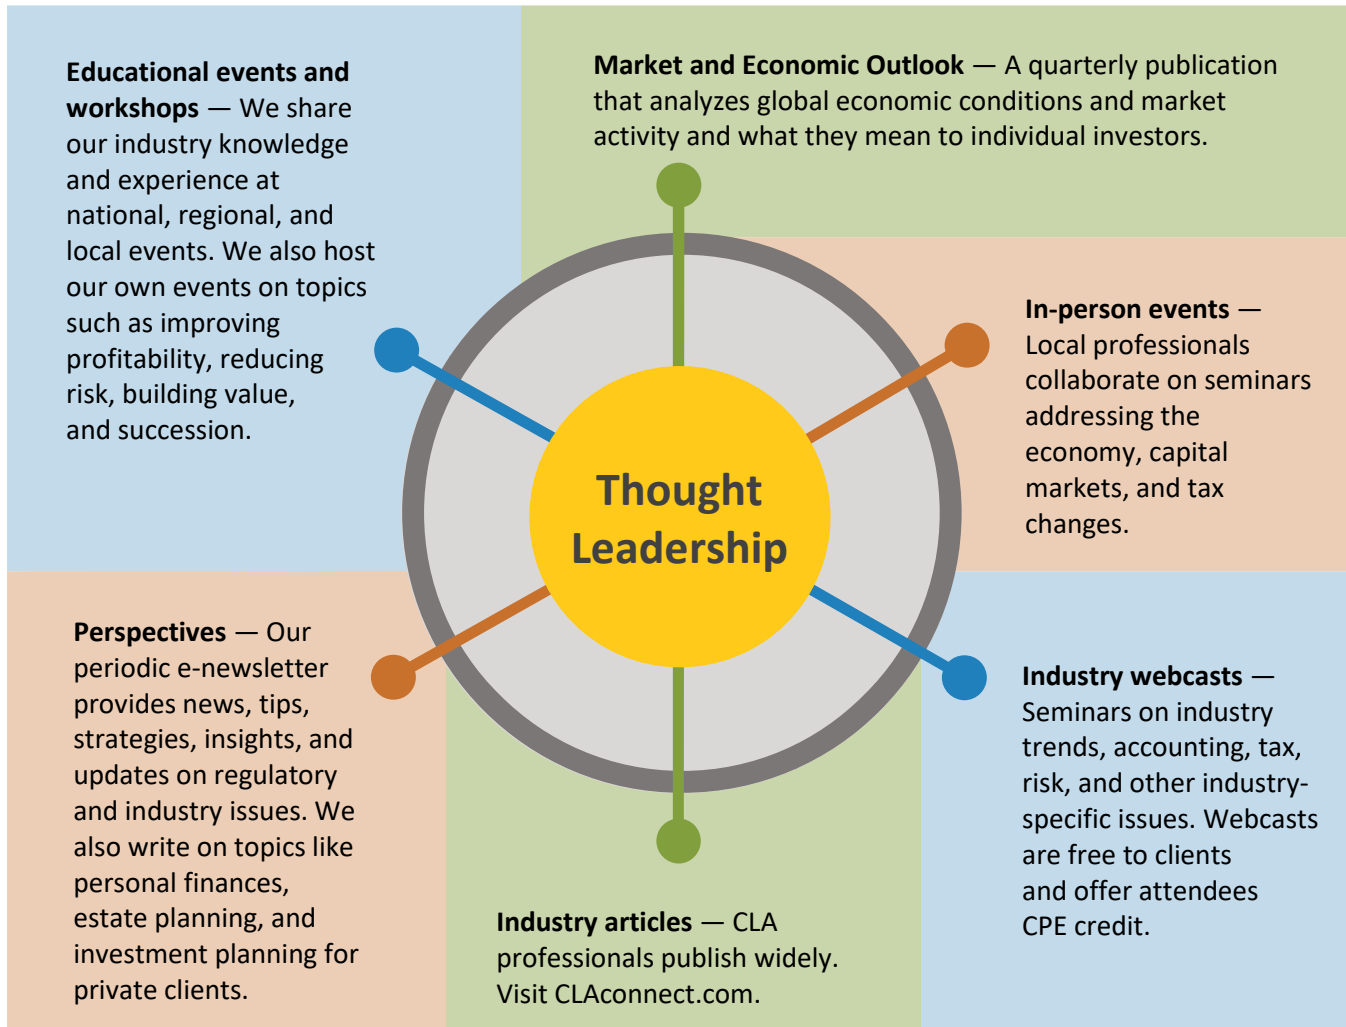 Educational events and
workshops — We share
our industry knowledge
and experience at
national, regional, and
local events. We also host
our own events on topics
such as improving
profitability, reducing
risk, building value,
and succession.
Market and Economic Outlook — A quarterly publication
that analyzes global economic conditions and market
activity and what they mean to individual investors.
In-person events —
Local professionals
collaborate on seminars
addressing the
economy, capital
markets, and tax
changes.
Thought
Leadership
Perspectives — Our
periodic e-newsletter
provides news, tips,
strategies, insights, and
updates on regulatory
and industry issues. We
also write on topics like
personal finances,
estate planning, and
investment planning for
private clients.
Industry articles — CLA
professionals publish widely.
Visit CLAconnect.com.
Industry webcasts —
Seminars on industry
trends, accounting, tax,
risk, and other industry-
specific issues. Webcasts
are free to clients
and offer attendees
CPE credit.